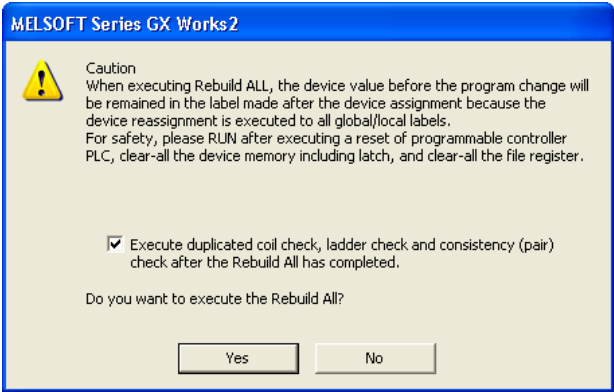 MELSOFT Series GX Works2
Caution
When executing Rebuild ALL, the device value before the program change will
be remained in the label made after the device assignment because the
device reassignment is executed to all global/local labels.
For safety, please RUN after executing a reset of programmable controller
PLC, clear-all the device memory including latch, and clear-all the file register.
Execute duplicated coil check, ladder check and consistency (pair)
check after the Rebuild All has completed.
Do you want to execute the Rebuild All?
Yes
No